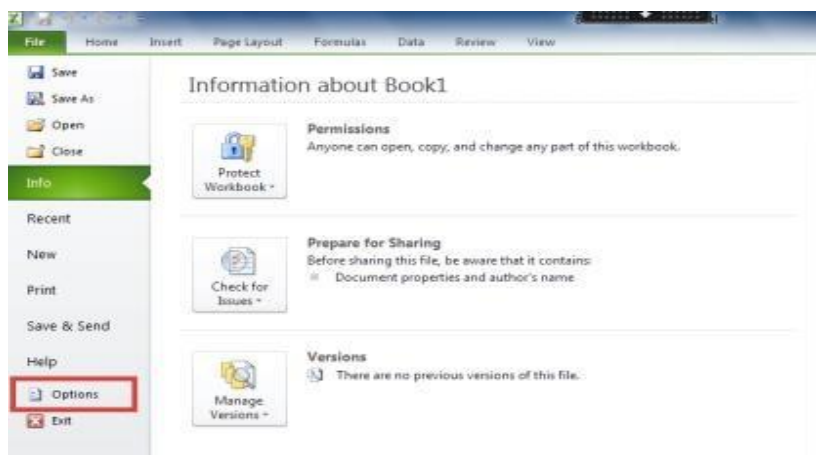 File Home Insert Page Layout Formulas Data Review View
Save
Save As
Open
Close
Info
Recent
New
Print
Save & Send
Help
Options
Exit
Information about Book1
Protect
Workbook
Permissions
Anyone can open, copy, and change any part of this workbook.
Check for
Issues
Prepare for Sharing
Before sharing this file, be aware that it contains:
Document properties and author's name
Manage
Versions
Versions
There are no previous versions of this file.